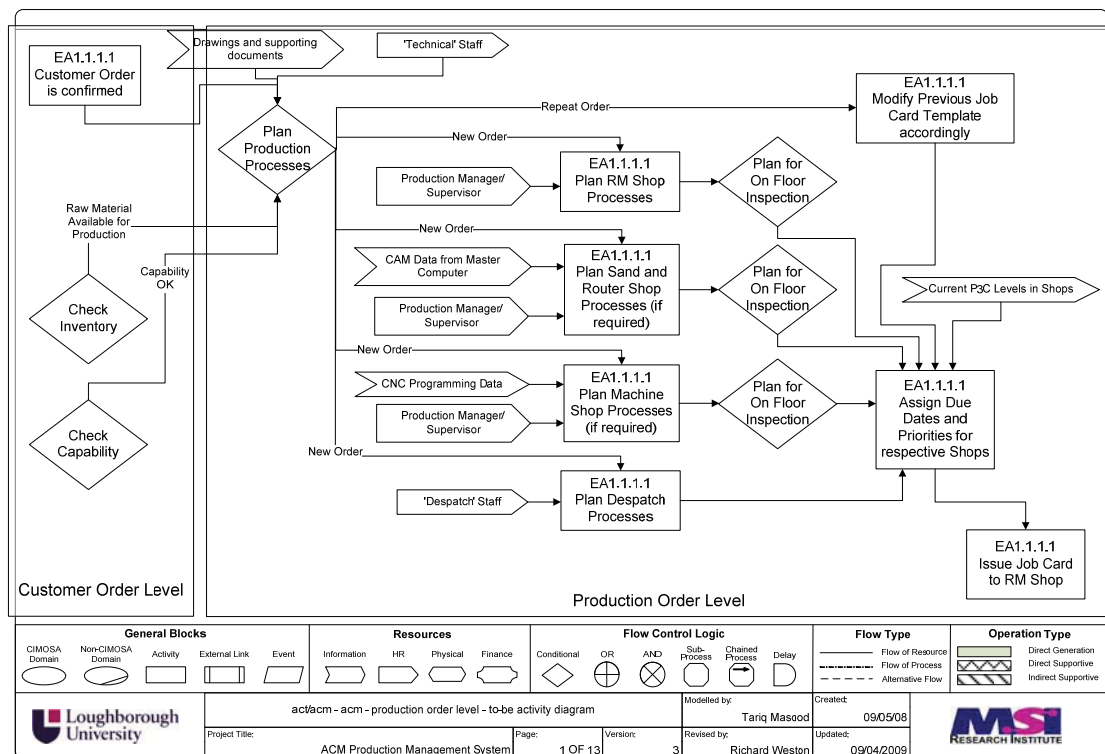 Drawings and supporting
documents
'Technical' Staff
EA1.1.1.1
Customer Order
is confirmed
Plan
Production
Processes
Repeat Order
EA1.1.1.1
Modify Previous Job
Card Template
accordingly
New Order
Production Manager/
Supervisor
EA1.1.1.1
Plan RM Shop
Processes
Plan for
On Floor
Inspection
Raw Material
Available for
Production
Capability
OK
New Order
CAM Data from Master
Computer
Production Manager/
Supervisor
EA1.1.1.1
Plan Sand and
Router Shop
Processes (if
required)
Plan for
On Floor
Inspection
Current P3C Levels in Shops
Check
Inventory
New Order
CNC Programming Data
Production Manager/
Supervisor
EA1.1.1.1
Plan Machine
Shop Processes
(if required)
Plan for
On Floor
Inspection
EA1.1.1.1
Assign Due
Dates and
Priorities for
respective Shops
Check
Capability
New Order
'Despatch' Staff
EA1.1.1.1
Plan Despatch
Processes
EA1.1.1.1
Issue Job Card
to RM Shop
Customer Order Level
Production Order Level
General Blocks
CIMOSA
Domain
Non-CIMOSA
Domain
Activity
External Link
Event
Resources
Information
HR
Physical
Finance
Flow Control Logic
Conditional
OR
AND
Sub-
Process
Chained
Process
Delay
Flow Type
Flow of Resource
Flow of Process
Alternative Flow
Operation Type
Direct Generation
Direct Supportive
Indirect Supportive
Loughborough
University
act/acm - acm - production order level - to-be activity diagram
Modelled by:
Tariq Masood
Created:
09/05/08
Project Title:
ACM Production Management System
Page:
1 OF 13
Version:
3
Revised by:
Richard Weston
Updated:
09/04/2009
MSI
RESEARCH INSTITUTE